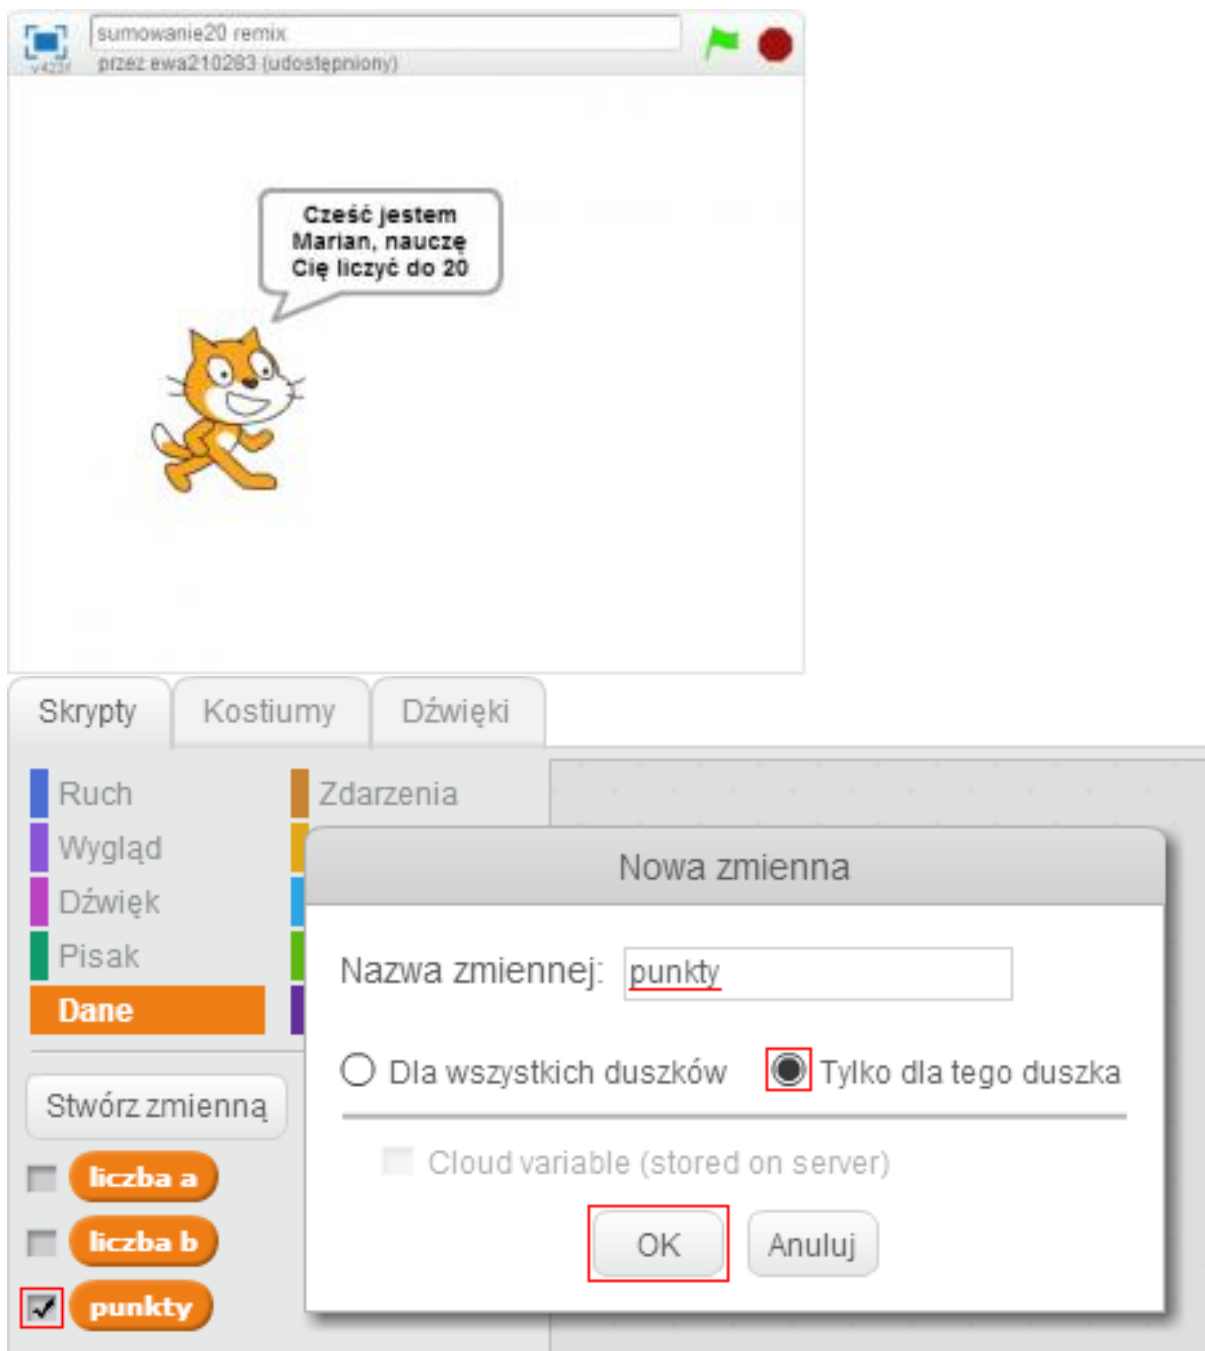 sumowanie20 remix
przez ewa210283 (udostępniony)
Cześć jestem
Marian, nauczę
Cię liczyć do 20
Skrypty
Kostiumy
Dźwięki
Ruch
Zdarzenia
Wygląd
Dźwięk
Pisak
Dane
Stwórz zmienną
liczba a
liczba b
punkty
Nowa zmienna
Nazwa zmiennej: punkty
Dla wszystkich duszków
Tylko dla tego duszka
Cloud variable (stored on server)
OK
Anuluj